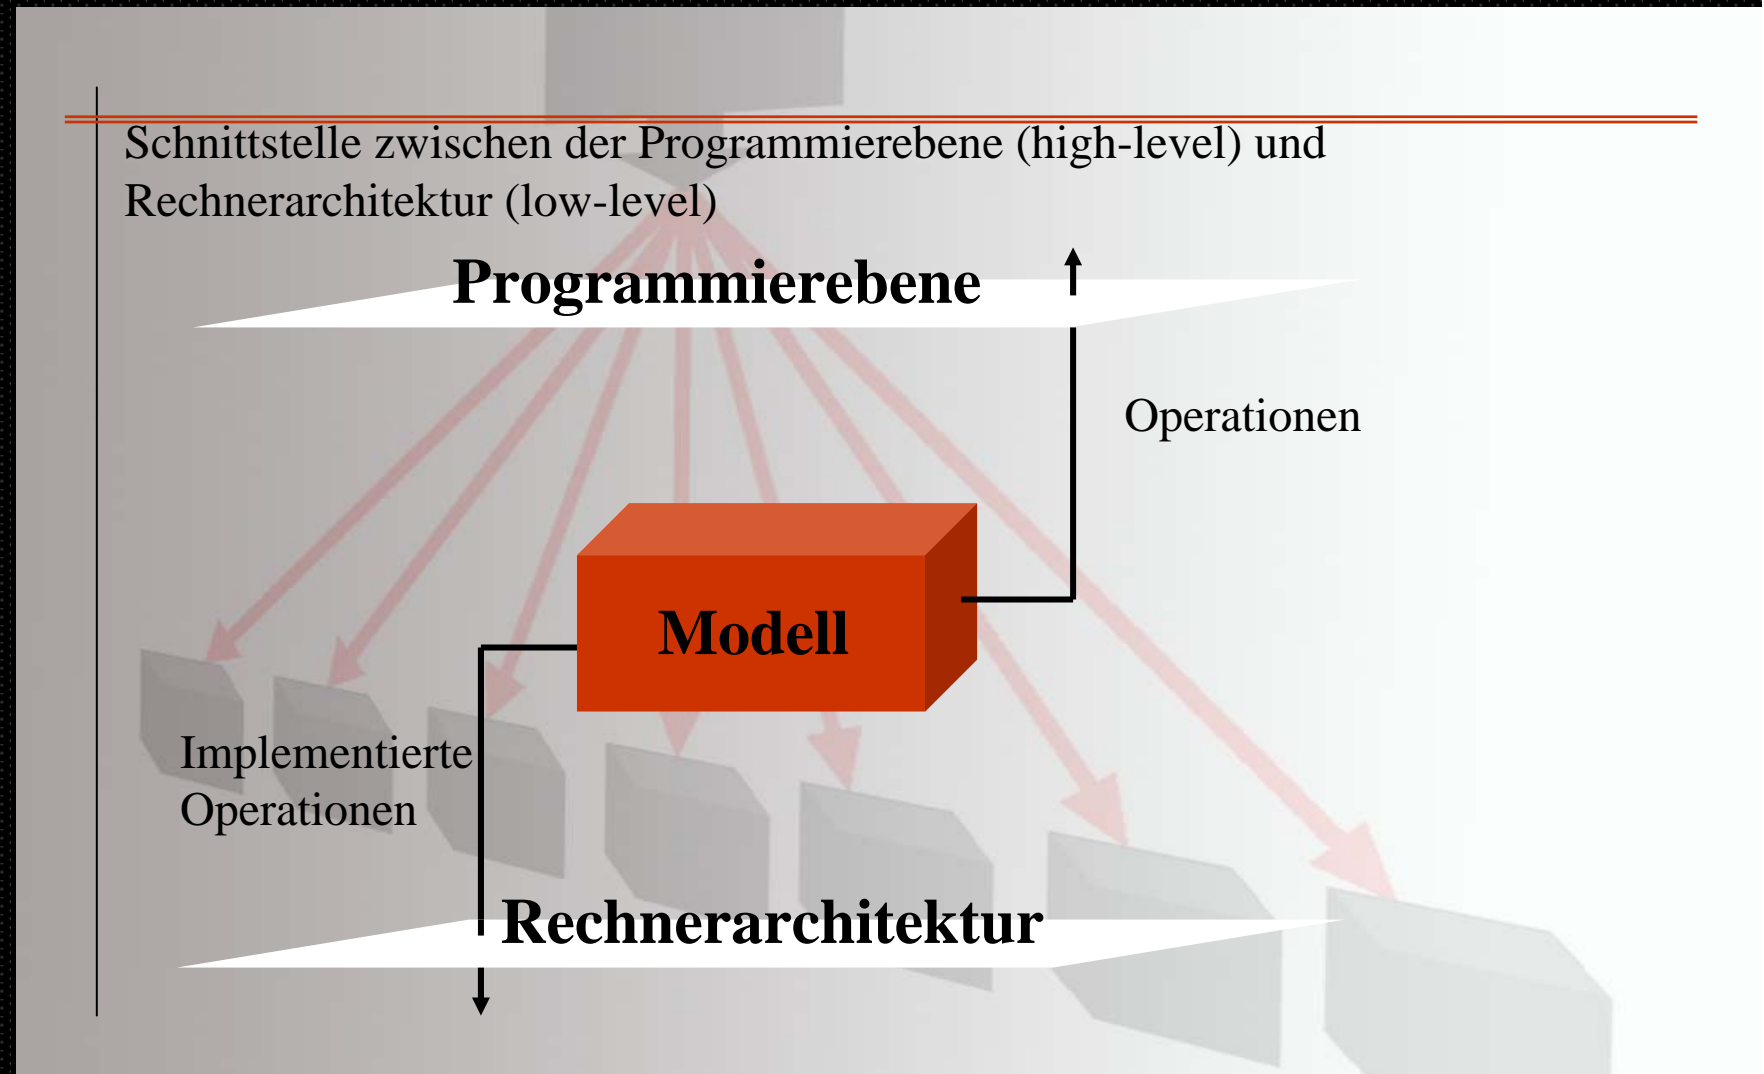 Schnittstelle zwischen der Programmierebene (high-level) und
Rechnerarchitektur (low-level)
Programmierebene
Operationen
Modell
Implementierte
Operationen
Rechnerarchitektur